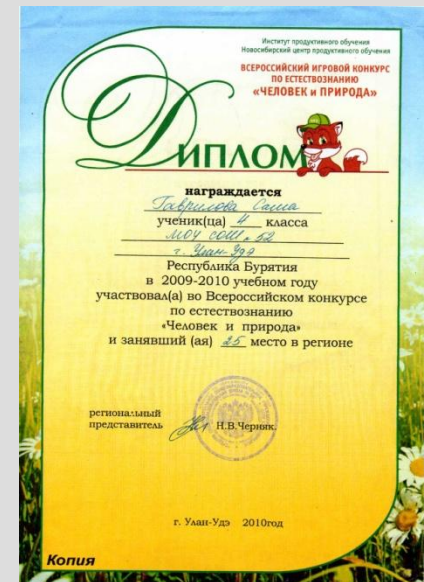 Институт продуктивного обучения
Новосибирский центр продуктивного обучения
ВСЕРОССИЙСКИЙ ИГРОВОЙ КОНКУРС
ПО ЕСТЕСТВОЗНАНИЮ
«ЧЕЛОВЕК и ПРИРОДА»
ДИПЛОМ
награждается
Гаврилова Саша
ученик(ца) 4 класса
МОУ СОШ № 52
г. Улан-Удэ
Республика Бурятия
в 2009-2010 учебном году
участвовал(а) во Всероссийском конкурсе
по естествознанию
«Человек и природа»
и занявший (ая) 25 место в регионе
региональный
представитель Н.В.Черняк.
г. Улан-Удэ 2010год
Копия